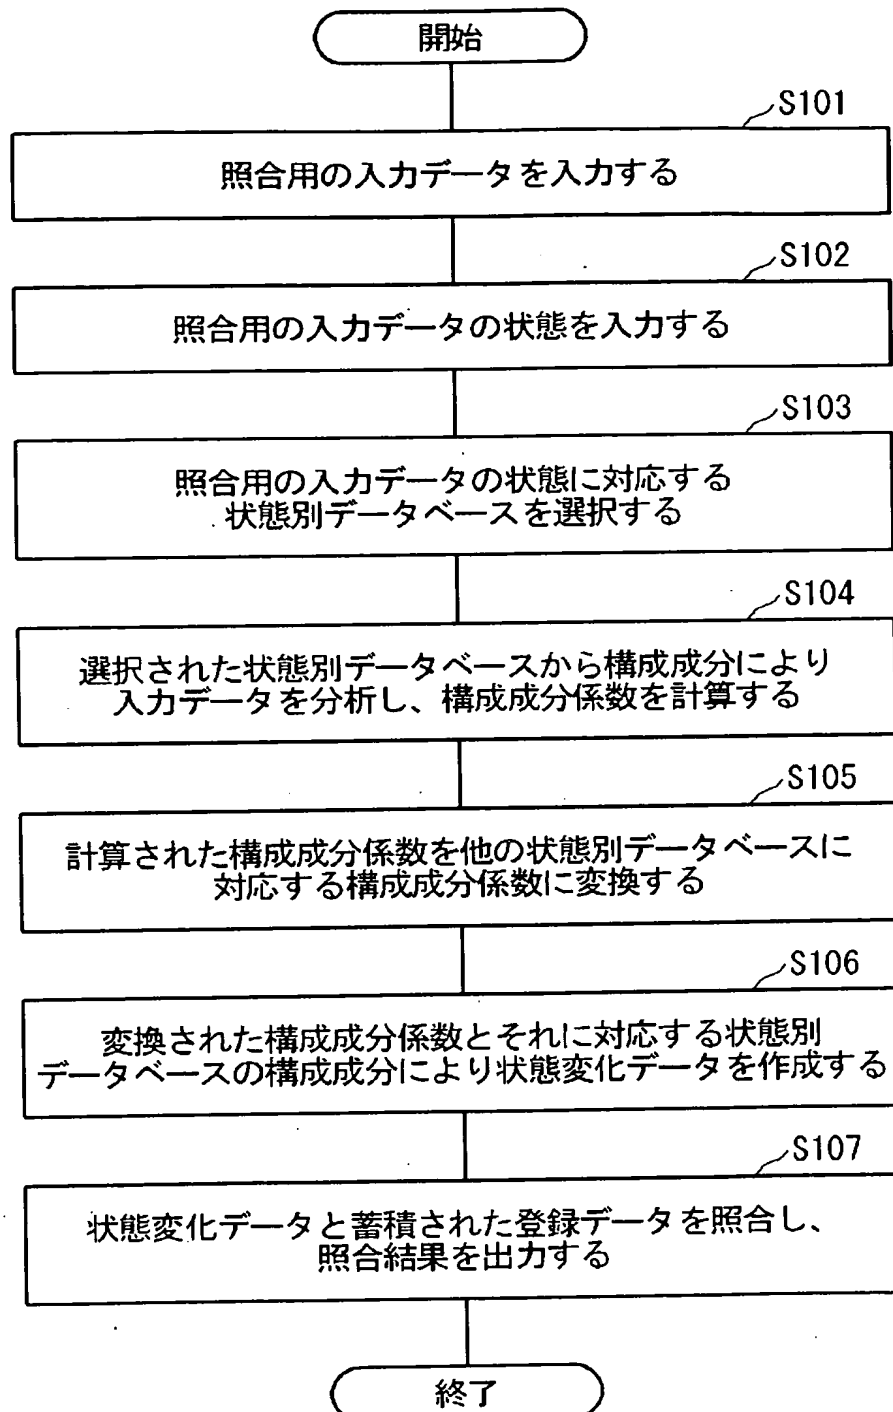 開始
S101
照合用の入力データを入力する
S102
照合用の入力データの状態を入力する
S103
照合用の入力データの状態に対応する
状態別データベースを選択する
S104
選択された状態別データベースから構成成分により
入力データを分析し、構成成分係数を計算する
S105
計算された構成成分係数を他の状態別データベースに
対応する構成成分係数に変換する
S106
変換された構成成分係数とそれに対応する状態別
データベースの構成成分により状態変化データを作成する
S107
状態変化データと蓄積された登録データを照合し、
照合結果を出力する
終了